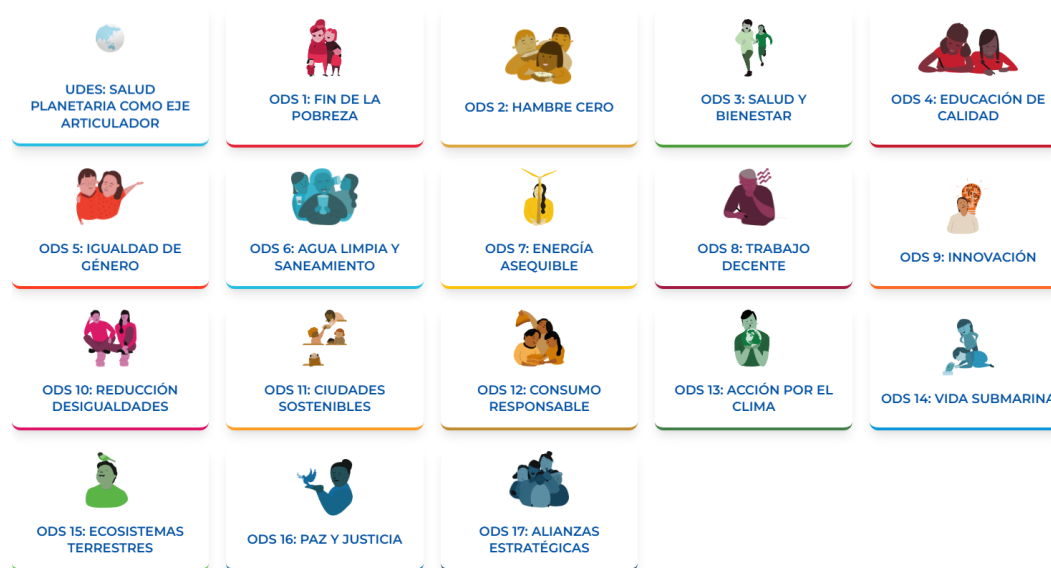 UDES: SALUD
PLANETARIA COMO EJE
ARTICULADOR
ODS 1: FIN DE LA
POBREZA
ODS 2: HAMBRE CERO
ODS 3: SALUD Y
BIENESTAR
ODS 4: EDUCACIÓN DE
CALIDAD
ODS 5: IGUALDAD DE
GÉNERO
ODS 6: AGUA LIMPIA Y
SANEAMIENTO
ODS 7: ENERGÍA
ASEQUIBLE
ODS 8: TRABAJO
DECENTE
ODS 9: INNOVACIÓN
ODS 10: REDUCCIÓN
DESIGUALDADES
ODS 11: CIUDADES
SOSTENIBLES
ODS 12: CONSUMO
RESPONSABLE
ODS 13: ACCIÓN POR EL
CLIMA
ODS 14: VIDA SUBMARINA
ODS 15: ECOSISTEMAS
TERRESTRES
ODS 16: PAZ Y JUSTICIA
ODS 17: ALIANZAS
ESTRATÉGICAS